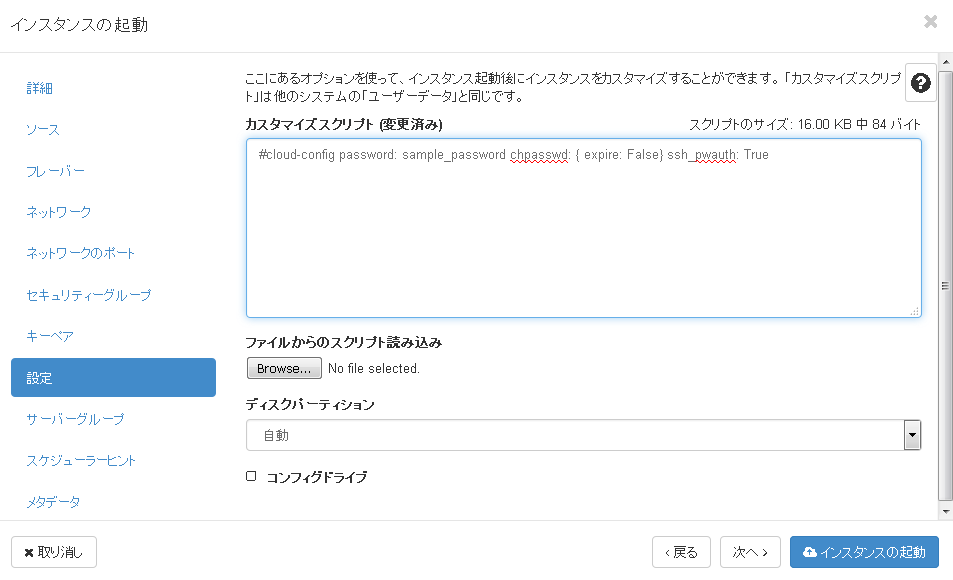 インスタンスの起動
×
詳細
ソース
フレーバー
ネットワーク
ネットワークのポート
セキュリティーグループ
キーペア
設定
サーバーグループ
スケジューラーヒント
メタデータ
ここにあるオプションを使って、インスタンス起動後にインスタンスをカスタマイズすることができます。「カスタマイズスクリプ
ト」は他のシステムの「ユーザーデータ」と同じです。
?
カスタマイズスクリプト (変更済み)
スクリプトのサイズ: 16.00 KB 中 84 バイト
#cloud-config password: sample_password chpasswd: { expire: False} ssh_pwauth: True
ファイルからのスクリプト読み込み
Browse... No file selected.
ディスクパーティション
自動
コンフィグドライブ
×取り消し
‹ 戻る
次へ ›
インスタンスの起動